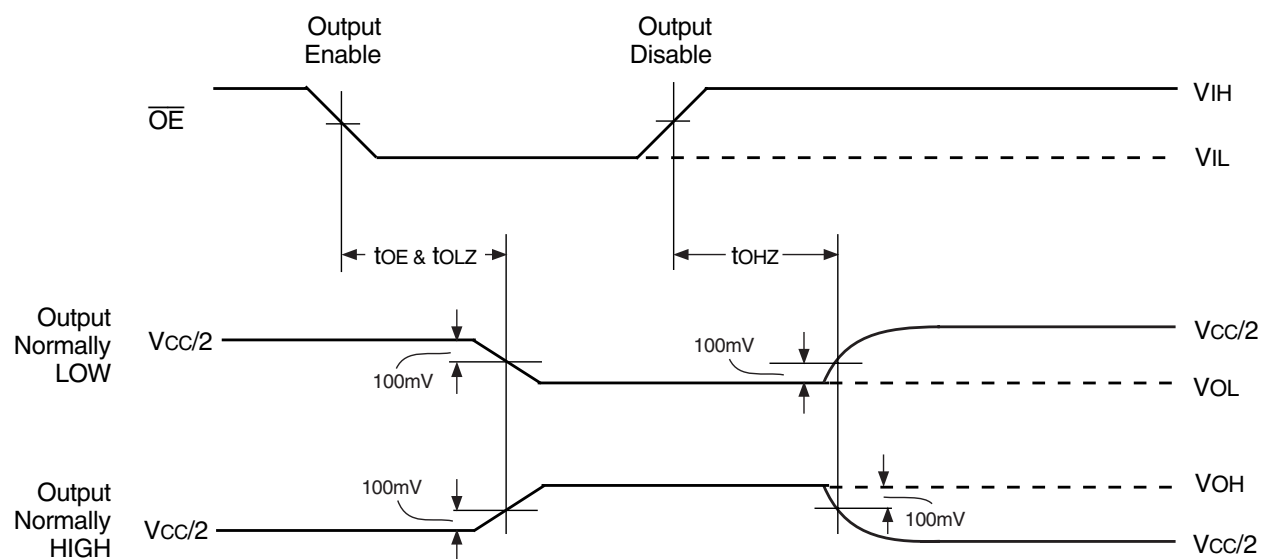 Output
Enable
Output
Disable
OE
VIH
VIL
tOE & tOLZ
tOHZ
Output
Normally
LOW
VCC/2
100mV
100mV
VCC/2
VOL
Output
Normally
HIGH
VCC/2
100mV
VOH
100mV
VCC/2